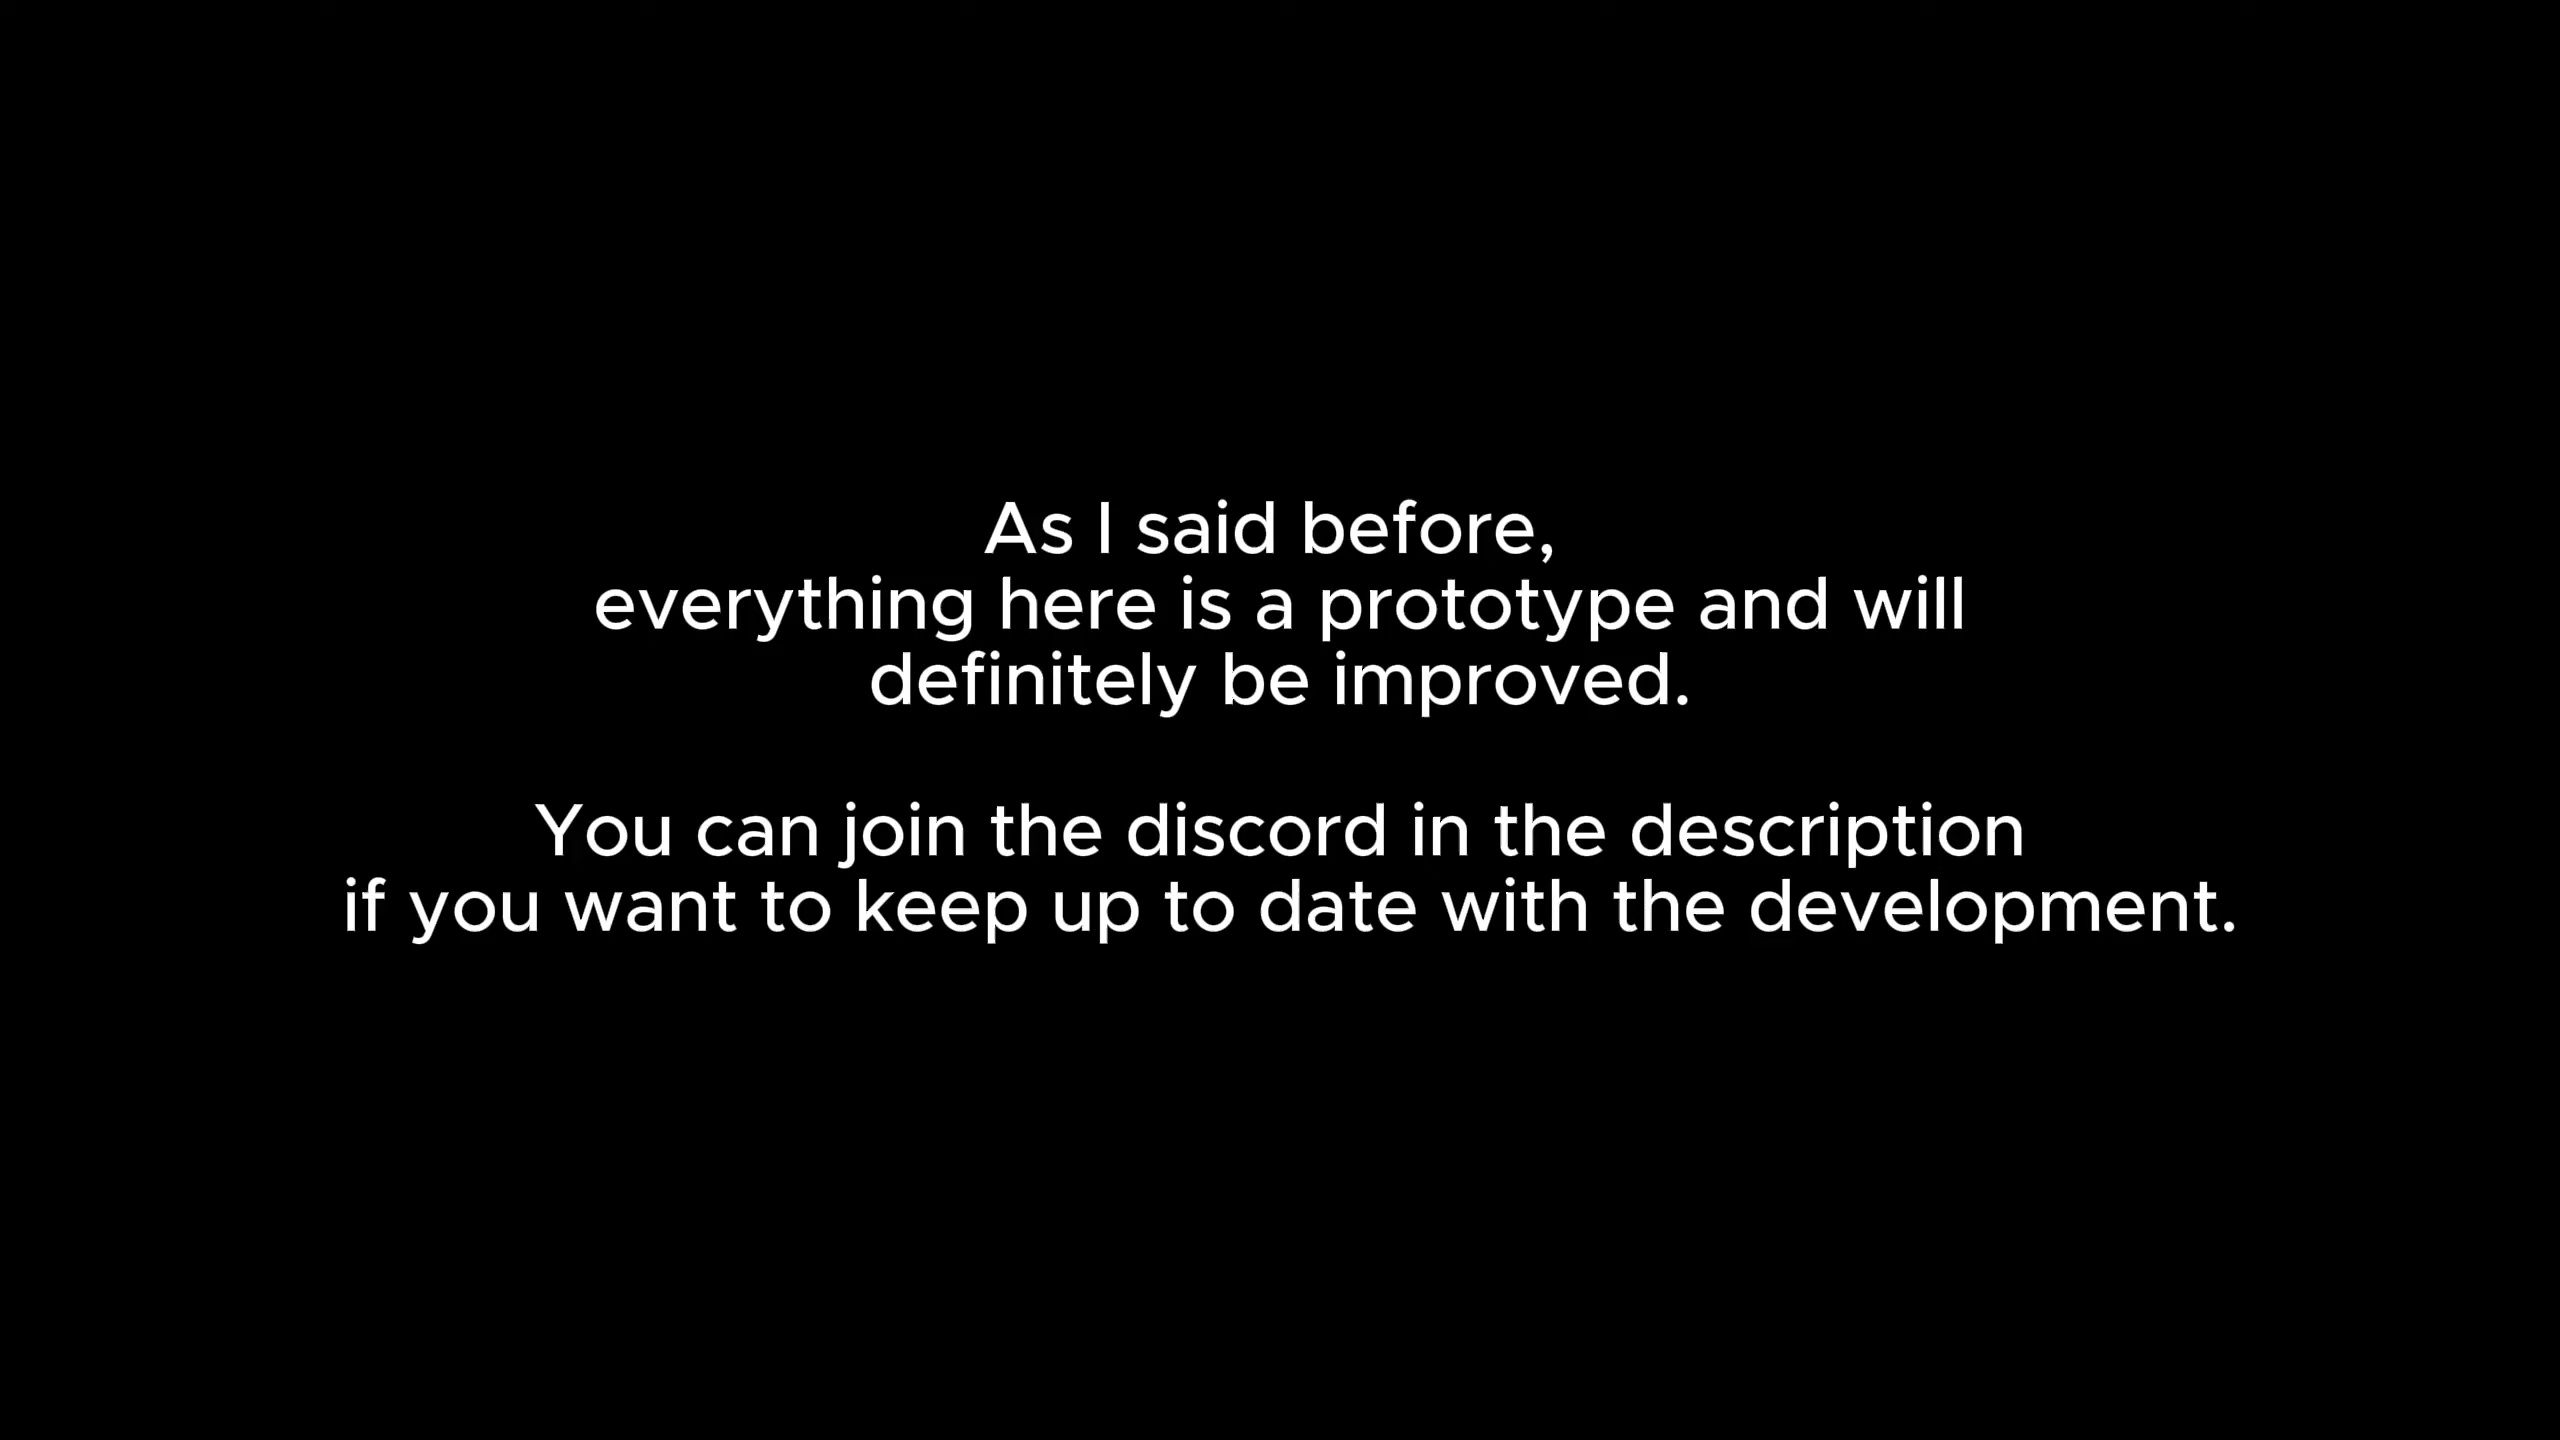 As I said before,
everything here is a prototype and will
definitely be improved.
You can join the discord in the description
if you want to keep up to date with the development.